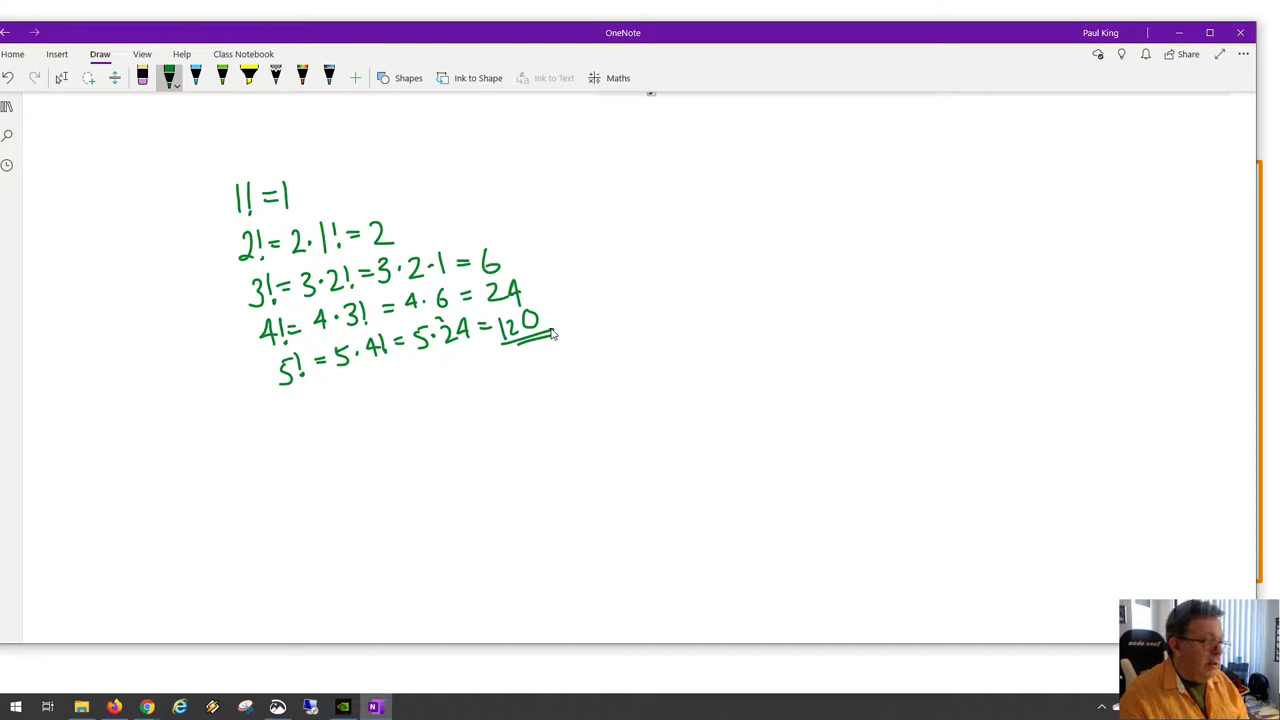 OneNote
Paul King
Home Insert Draw View Help Class Notebook
Share
Shapes Ink to Shape Ink to Text Maths
1! = 1
2! = 2 · 1! = 2
3! = 3 · 2! = 3 · 2 · 1 = 6
4! = 4 · 3! = 4 · 6 = 24
5! = 5 · 4! = 5 · 24 = 120